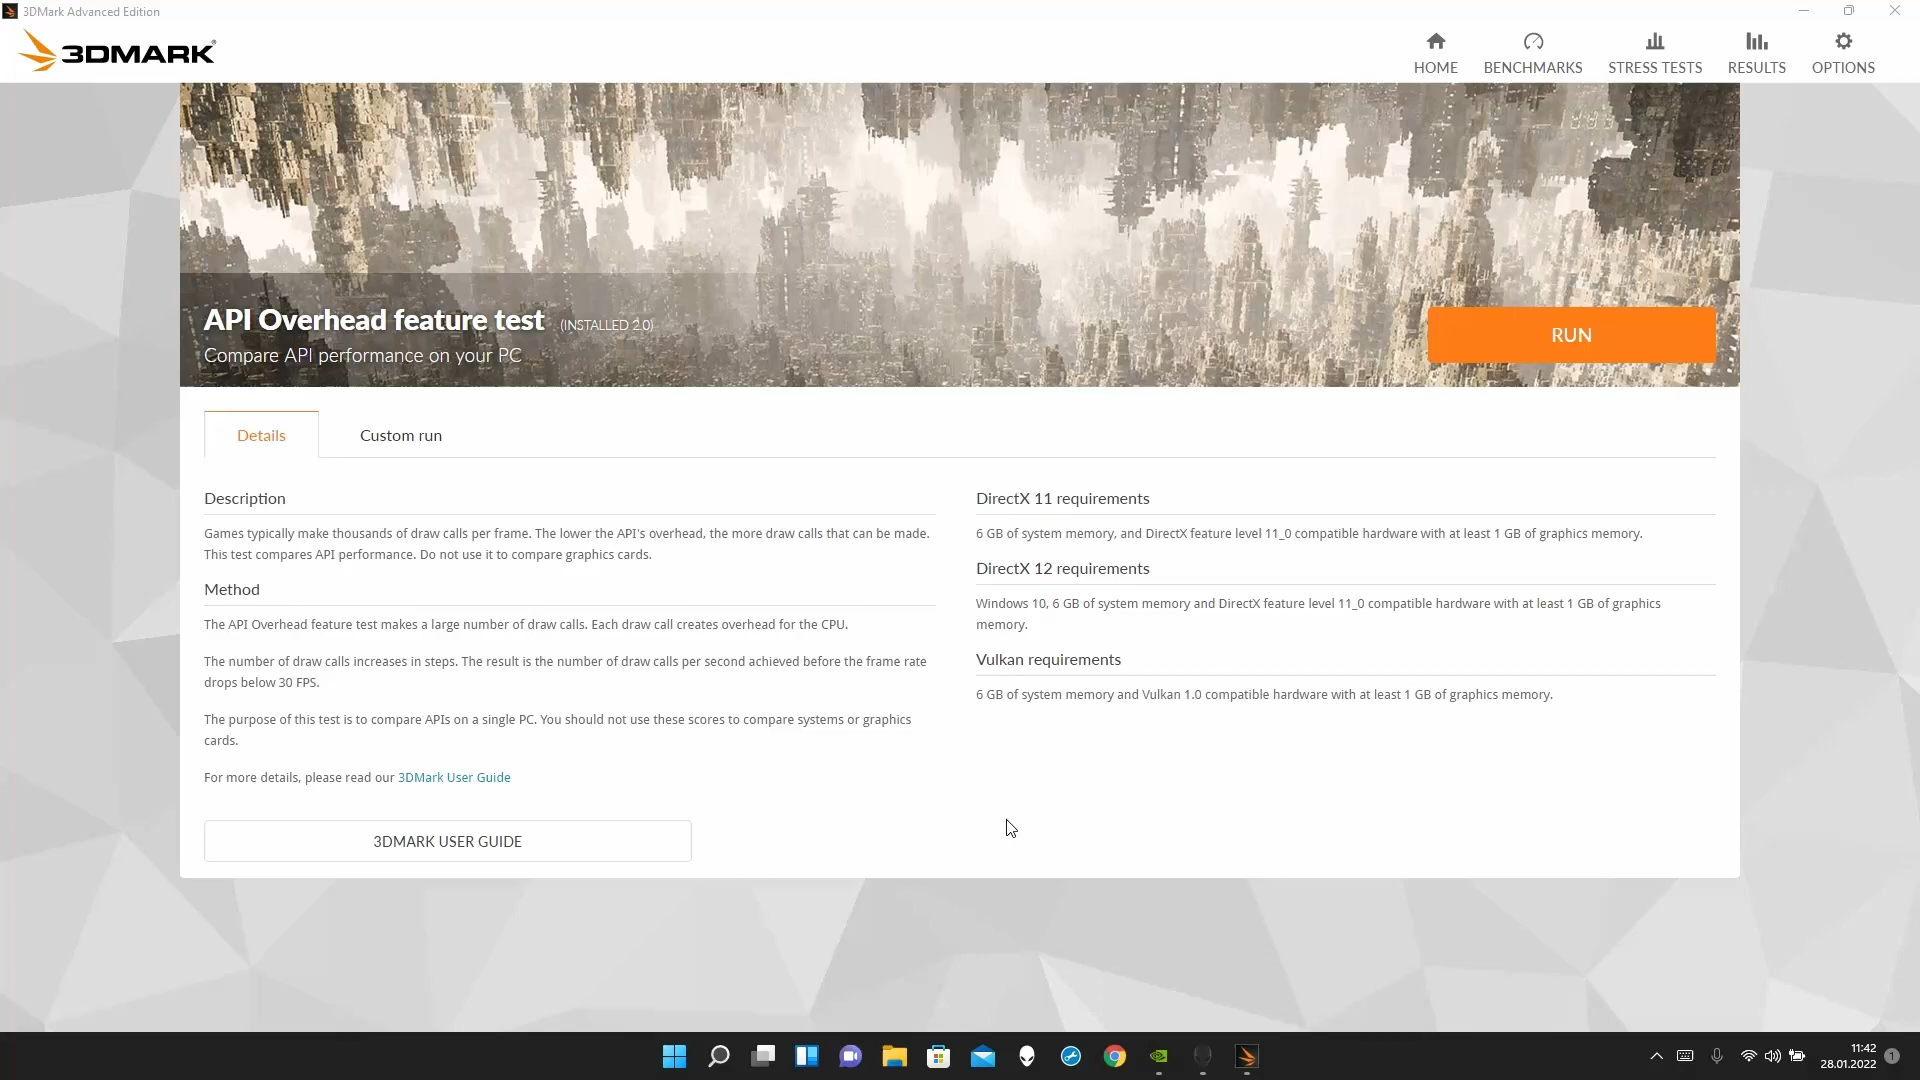 3DMark Advanced Edition
3DMARK
HOME
BENCHMARKS
STRESS TESTS
RESULTS
OPTIONS
API Overhead feature test (INSTALLED 2.0)
Compare API performance on your PC
RUN
Details
Custom run
Description
Games typically make thousands of draw calls per frame. The lower the API's overhead, the more draw calls that can be made.
This test compares API performance. Do not use it to compare graphics cards.
Method
The API Overhead feature test makes a large number of draw calls. Each draw call creates overhead for the CPU.
The number of draw calls increases in steps. The result is the number of draw calls per second achieved before the frame rate
drops below 30 FPS.
The purpose of this test is to compare APIs on a single PC. You should not use these scores to compare systems or graphics
cards.
For more details, please read our 3DMark User Guide
3DMARK USER GUIDE
DirectX 11 requirements
6 GB of system memory, and DirectX feature level 11_0 compatible hardware with at least 1 GB of graphics memory.
DirectX 12 requirements
Windows 10, 6 GB of system memory and DirectX feature level 11_0 compatible hardware with at least 1 GB of graphics
memory.
Vulkan requirements
6 GB of system memory and Vulkan 1.0 compatible hardware with at least 1 GB of graphics memory.
11:42
28.01.2022
1